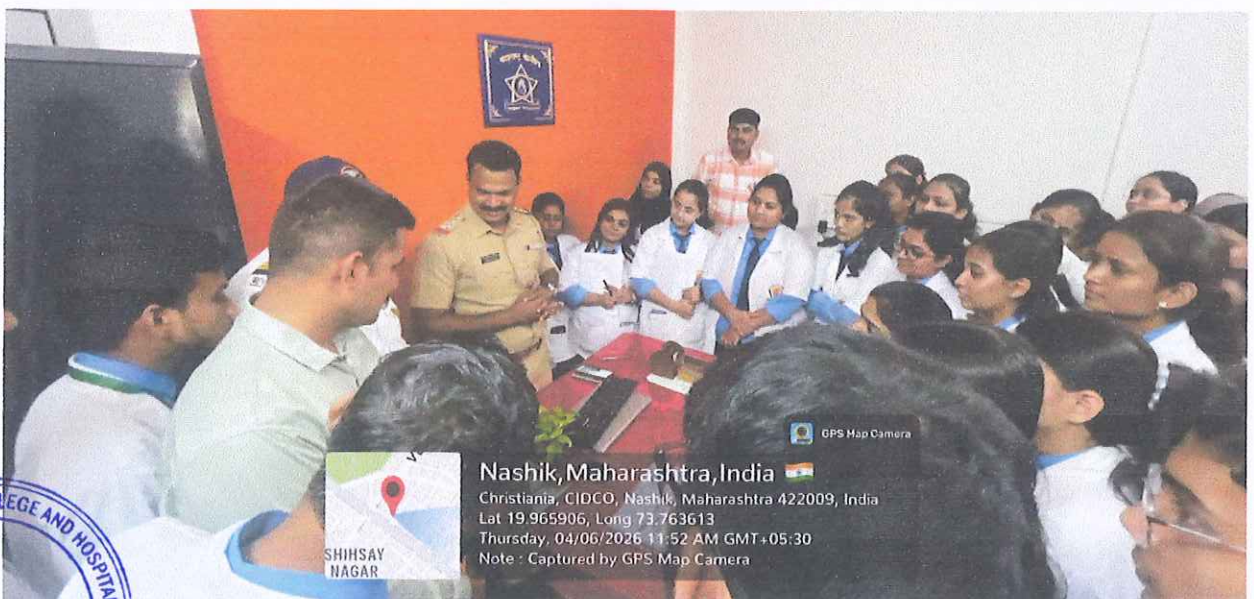 GPS Map Camera
Nashik,Maharashtra,India
Christiania, CIDCO, Nashik, Maharashtra 422009, India
Lat 19.965906, Long 73.763613
Thursday, 04/06/2026 11:52 AM GMT+05:30
Note : Captured by GPS Map Camera
SHIHSAY
NAGAR
EGE AND HOSPITA